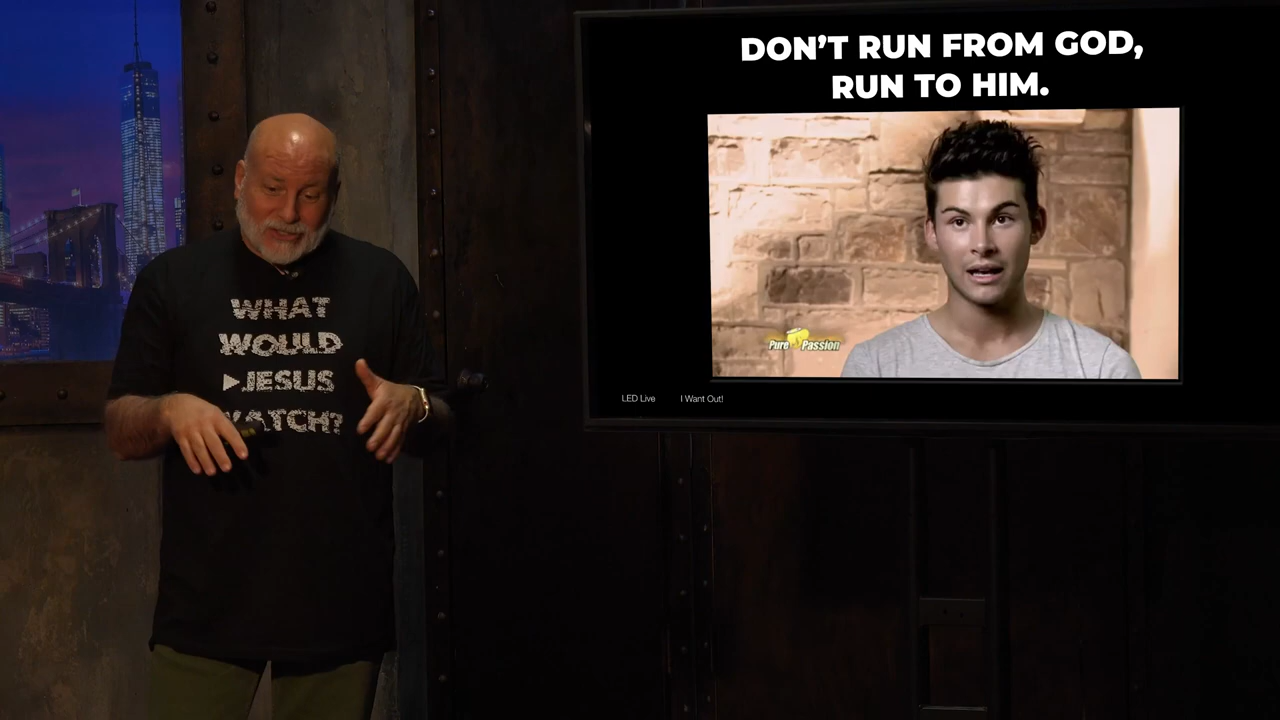 DON'T RUN FROM GOD,
RUN TO HIM.
WHAT
WOULD
JESUS
WATCH?
Pure Passion
LED Live I Want Out!